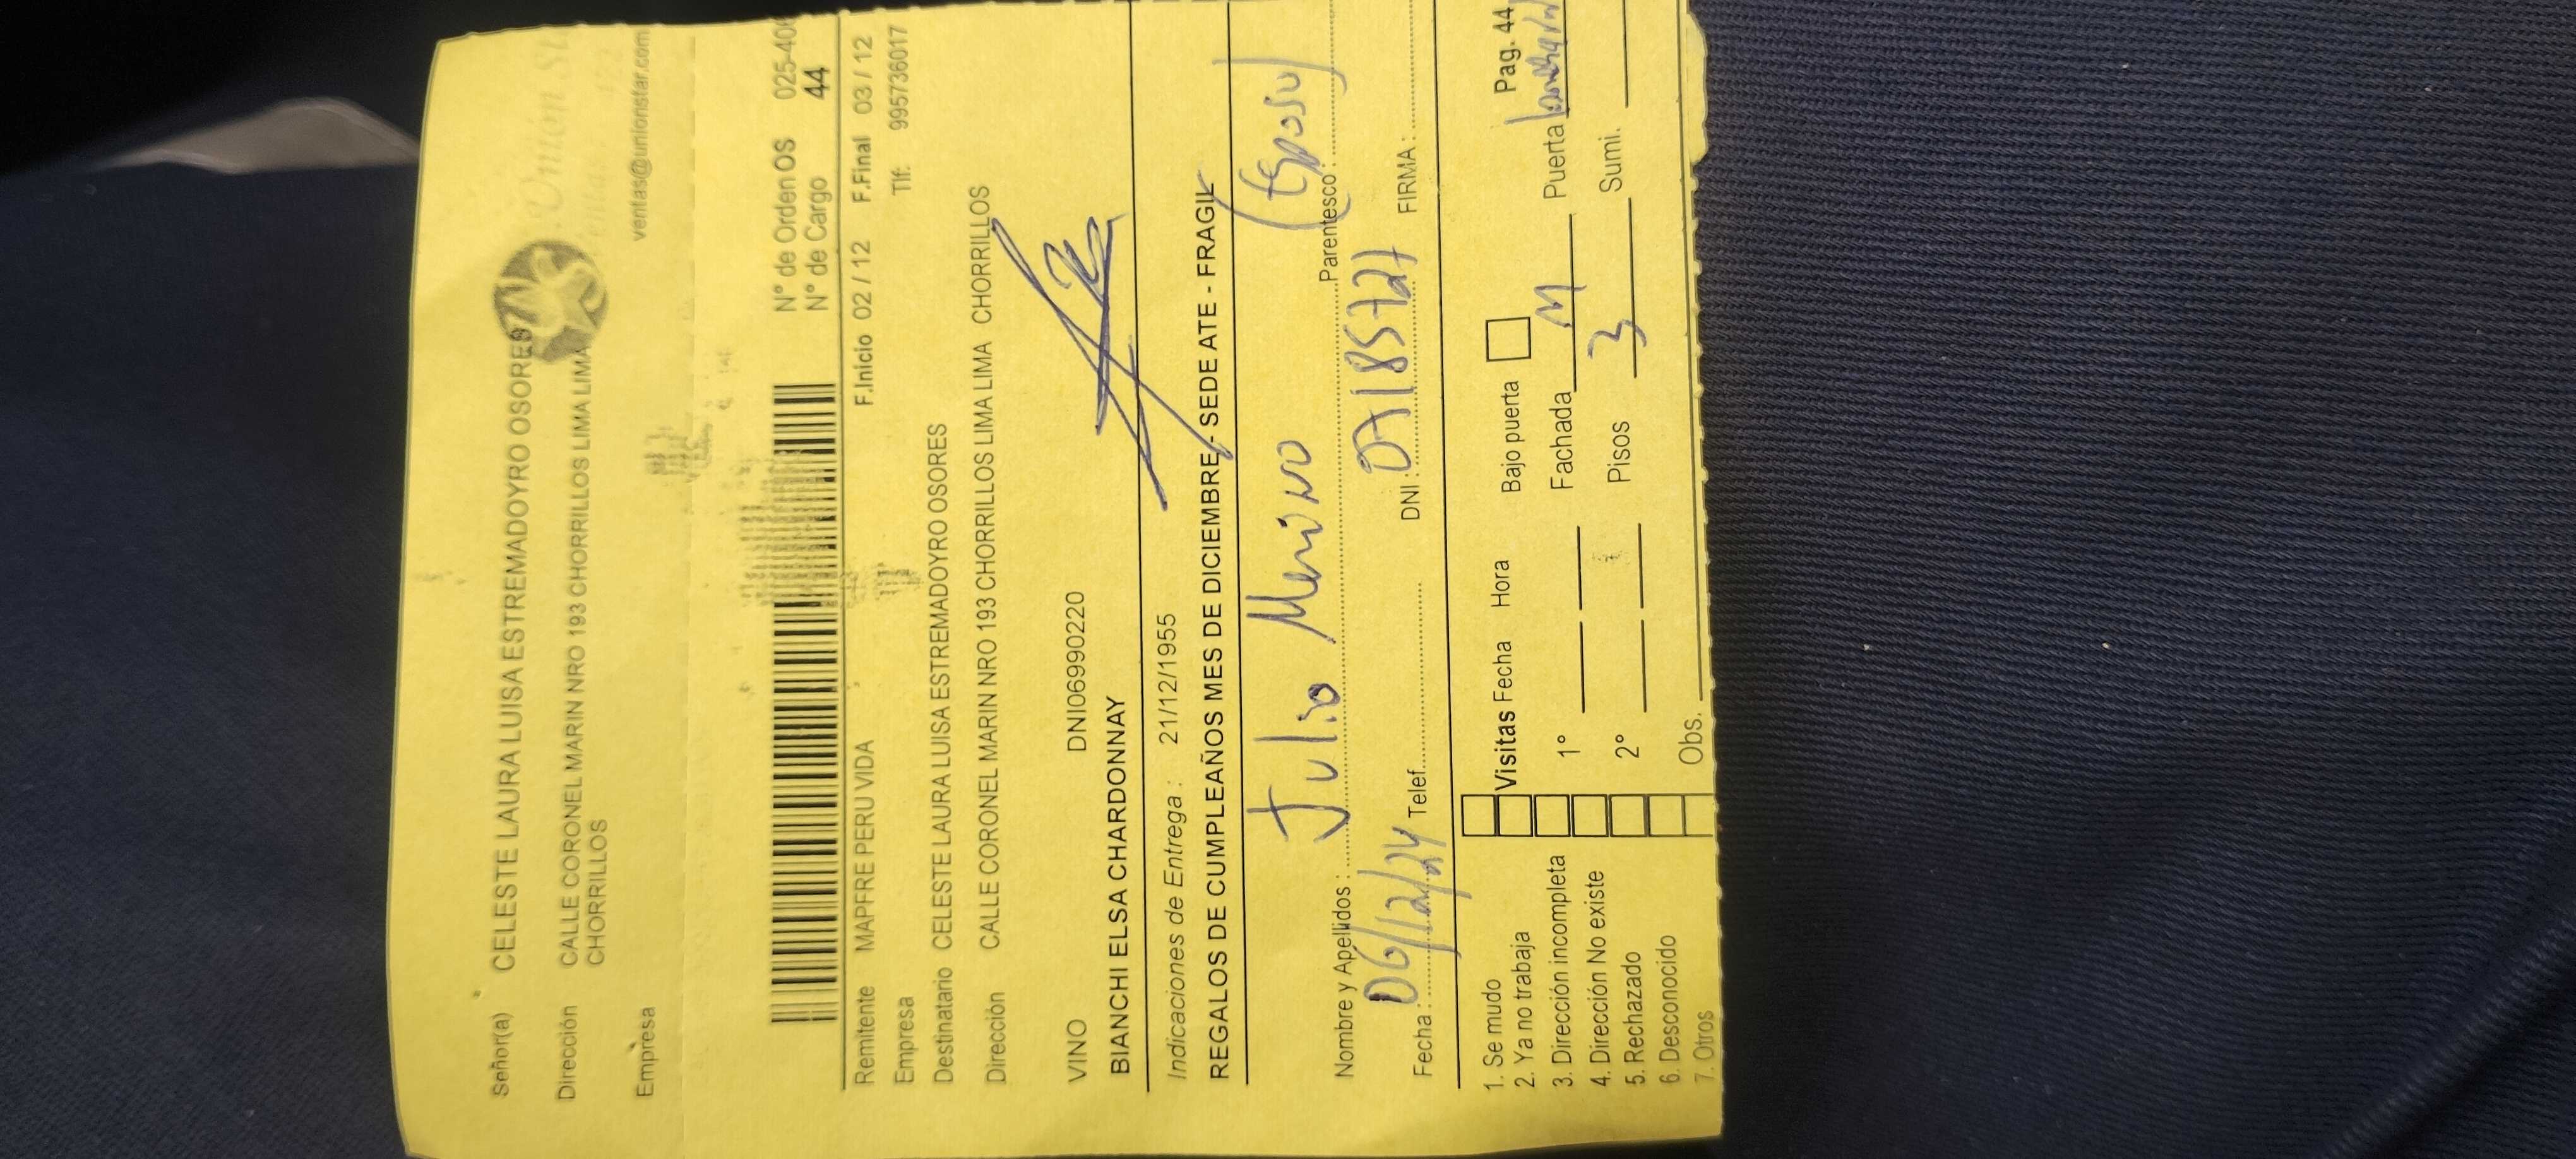 Señor(a) CELESTE LAURA LUISA ESTREMADOYRO OSORES
Dirección CALLE CORONEL MARIN NRO 193 CHORRILLOS LIMA LIMA
CHORRILLOS
Empresa ventas@unionstar.com
N° de Orden OS 025-406
N° de Cargo 44
F.Inicio 02 / 12 F.Final 03 / 12
Remitente MAPFRE PERU VIDA
Empresa Tlf: 995736017
Destinatario CELESTE LAURA LUISA ESTREMADOYRO OSORES
Dirección CALLE CORONEL MARIN NRO 193 CHORRILLOS LIMA LIMA CHORRILLOS
VINO DNI06990220
BIANCHI ELSA CHARDONNAY
Indicaciones de Entrega : 21/12/1955
REGALOS DE CUMPLEAÑOS MES DE DICIEMBRE - SEDE ATE - FRAGIL
Nombre y Apellidos : Julio Merino Parentesco : (Esposo)
Fecha : 06/12/24 Telef. DNI : 07185721 FIRMA :
1. Se mudo
2. Ya no trabaja Visitas Fecha Hora Bajo puerta Pag. 44
3. Dirección incompleta 1° Fachada M Puerta
4. Dirección No existe
5. Rechazado 2° Pisos 3 Sumi.
6. Desconocido
7. Otros Obs.